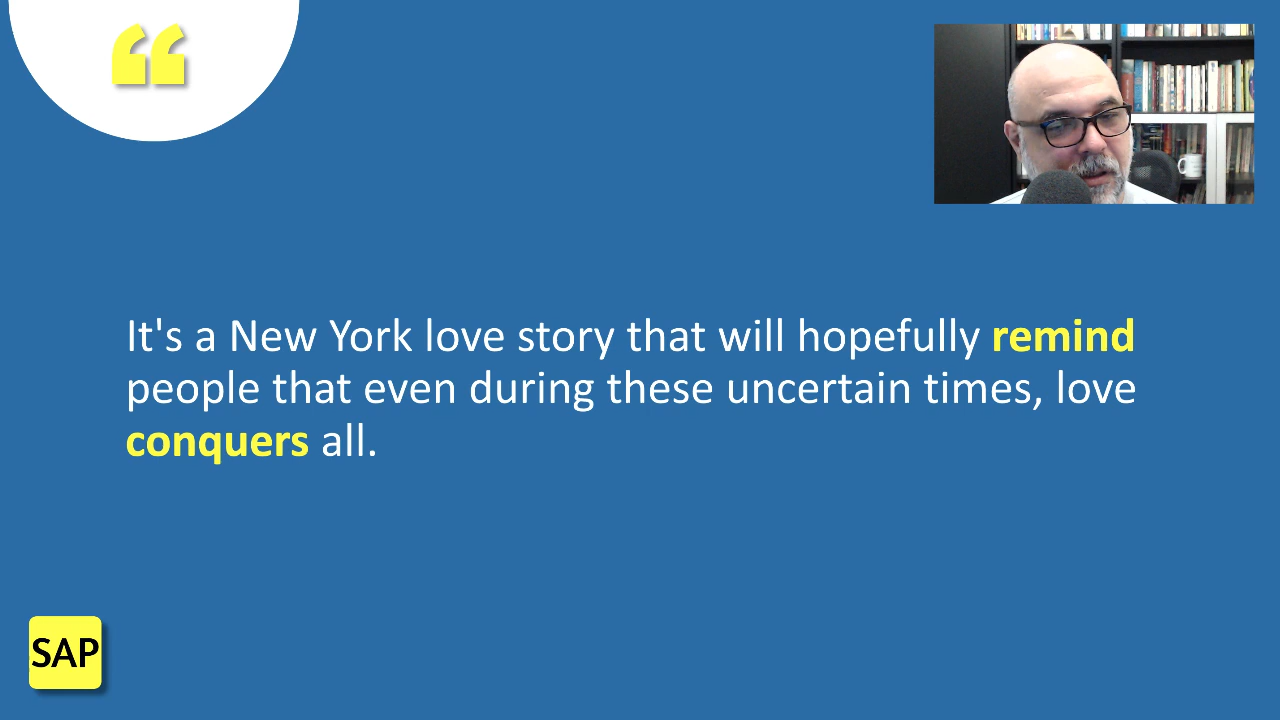 It's a New York love story that will hopefully remind
people that even during these uncertain times, love
conquers all.
SAP